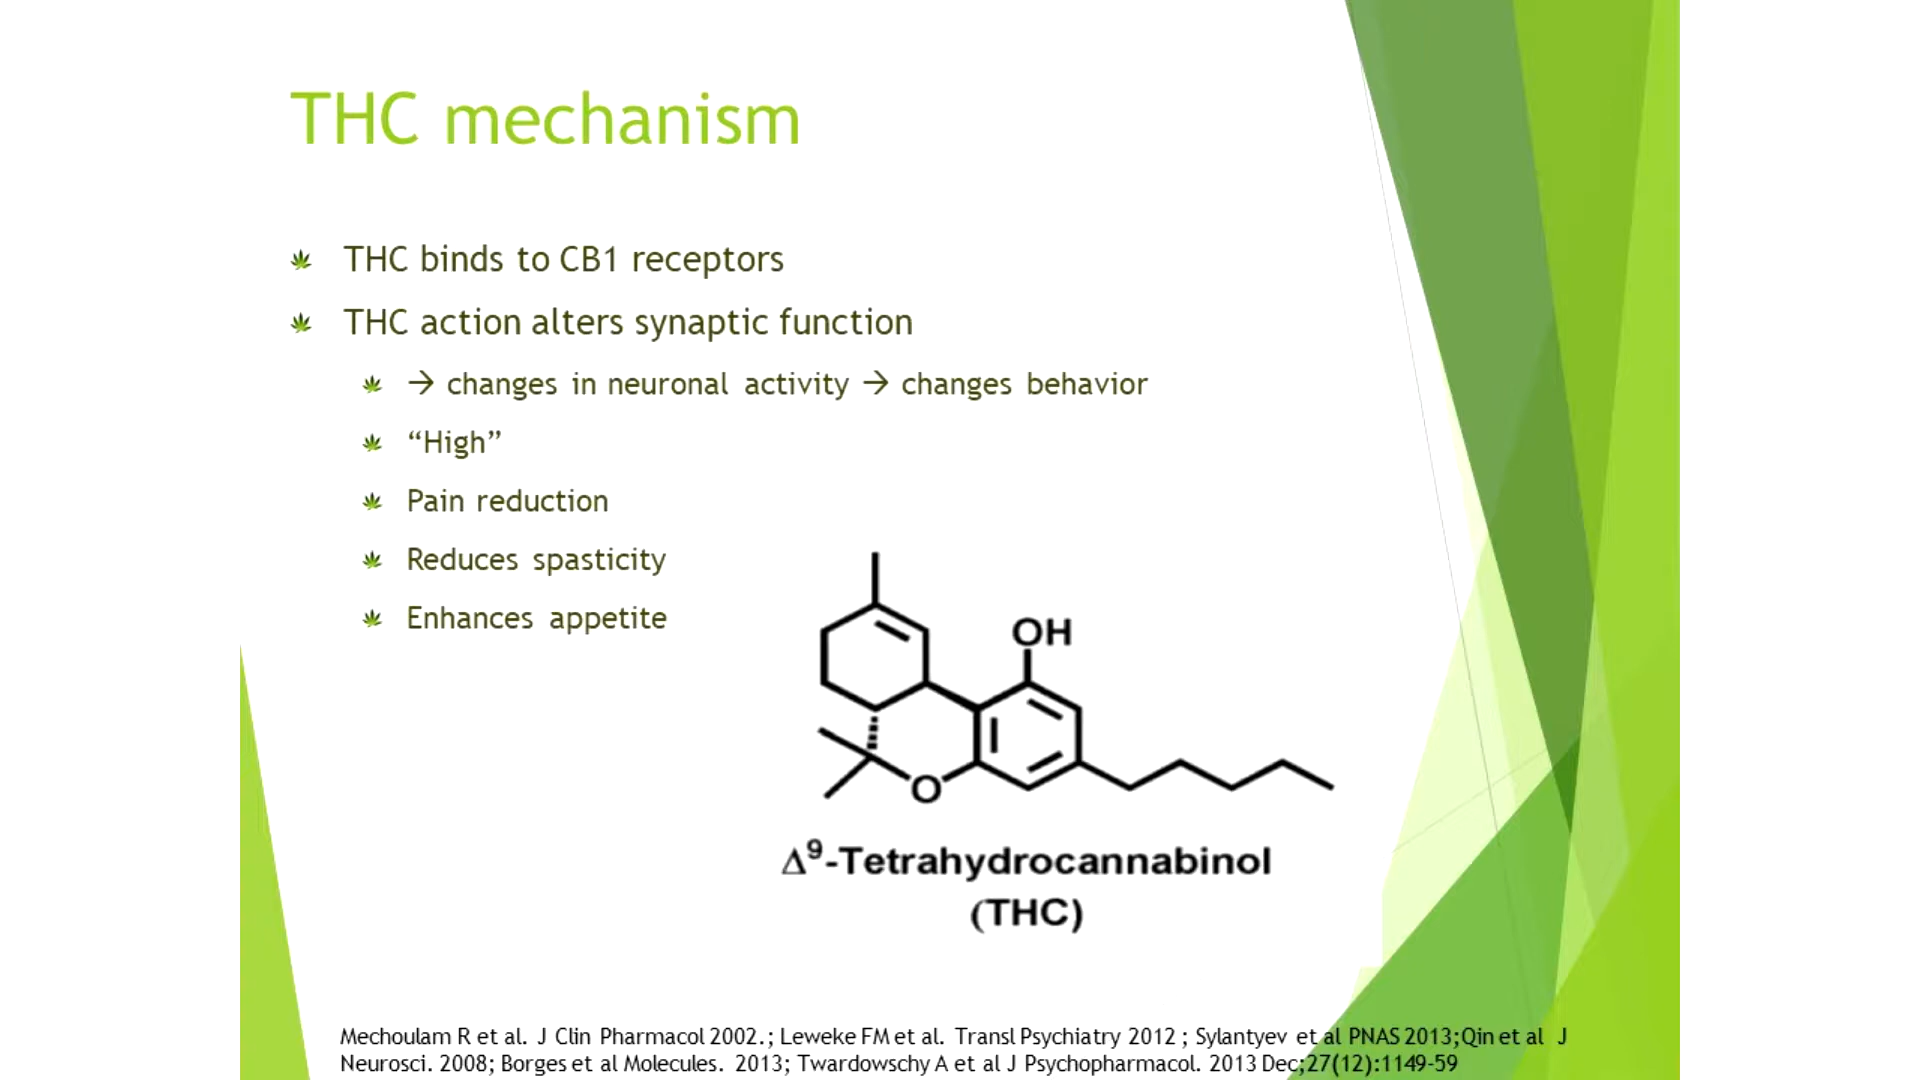 THC mechanism
THC binds to CB1 receptors
THC action alters synaptic function
→ changes in neuronal activity → changes behavior
“High”
Pain reduction
Reduces spasticity
Enhances appetite
OH
O
Δ⁹-Tetrahydrocannabinol
(THC)
Mechoulam R et al. J Clin Pharmacol 2002.; Leweke FM et al. Transl Psychiatry 2012 ; Sylantyev et al PNAS 2013;Qin et al J
Neurosci. 2008; Borges et al Molecules. 2013; Twardowschy A et al J Psychopharmacol. 2013 Dec;27(12):1149-59